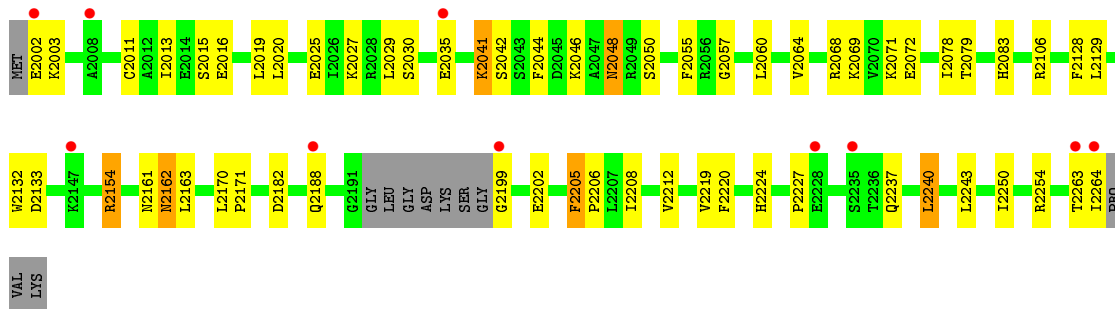 MET E2002 K2003 A2008 C2011 A2012 I2013 E2014 S2015 E2016 L2019 L2020 E2025 I2026 K2027 R2028 L2029 S2030 E2035 K2041 S2042 S2043 F2044 D2045 K2046 A2047 N2048 R2049 S2050 F2055 R2056 G2057 L2060 V2064 R2068 K2069 V2070 K2071 E2072 I2078 T2079 H2083 R2106 F2128 L2129
W2132 D2133 K2147 R2154 N2161 N2162 L2163 L2170 P2171 D2182 Q2188 G2191 GLY LEU GLY ASP LYS SER GLY G2199 E2202 F2205 P2206 L2207 I2208 V2212 V2219 F2220 H2224 P2227 E2228 S2235 T2236 Q2237 L2240 L2243 I2250 R2254 T2263 I2264 PRO
VAL LYS